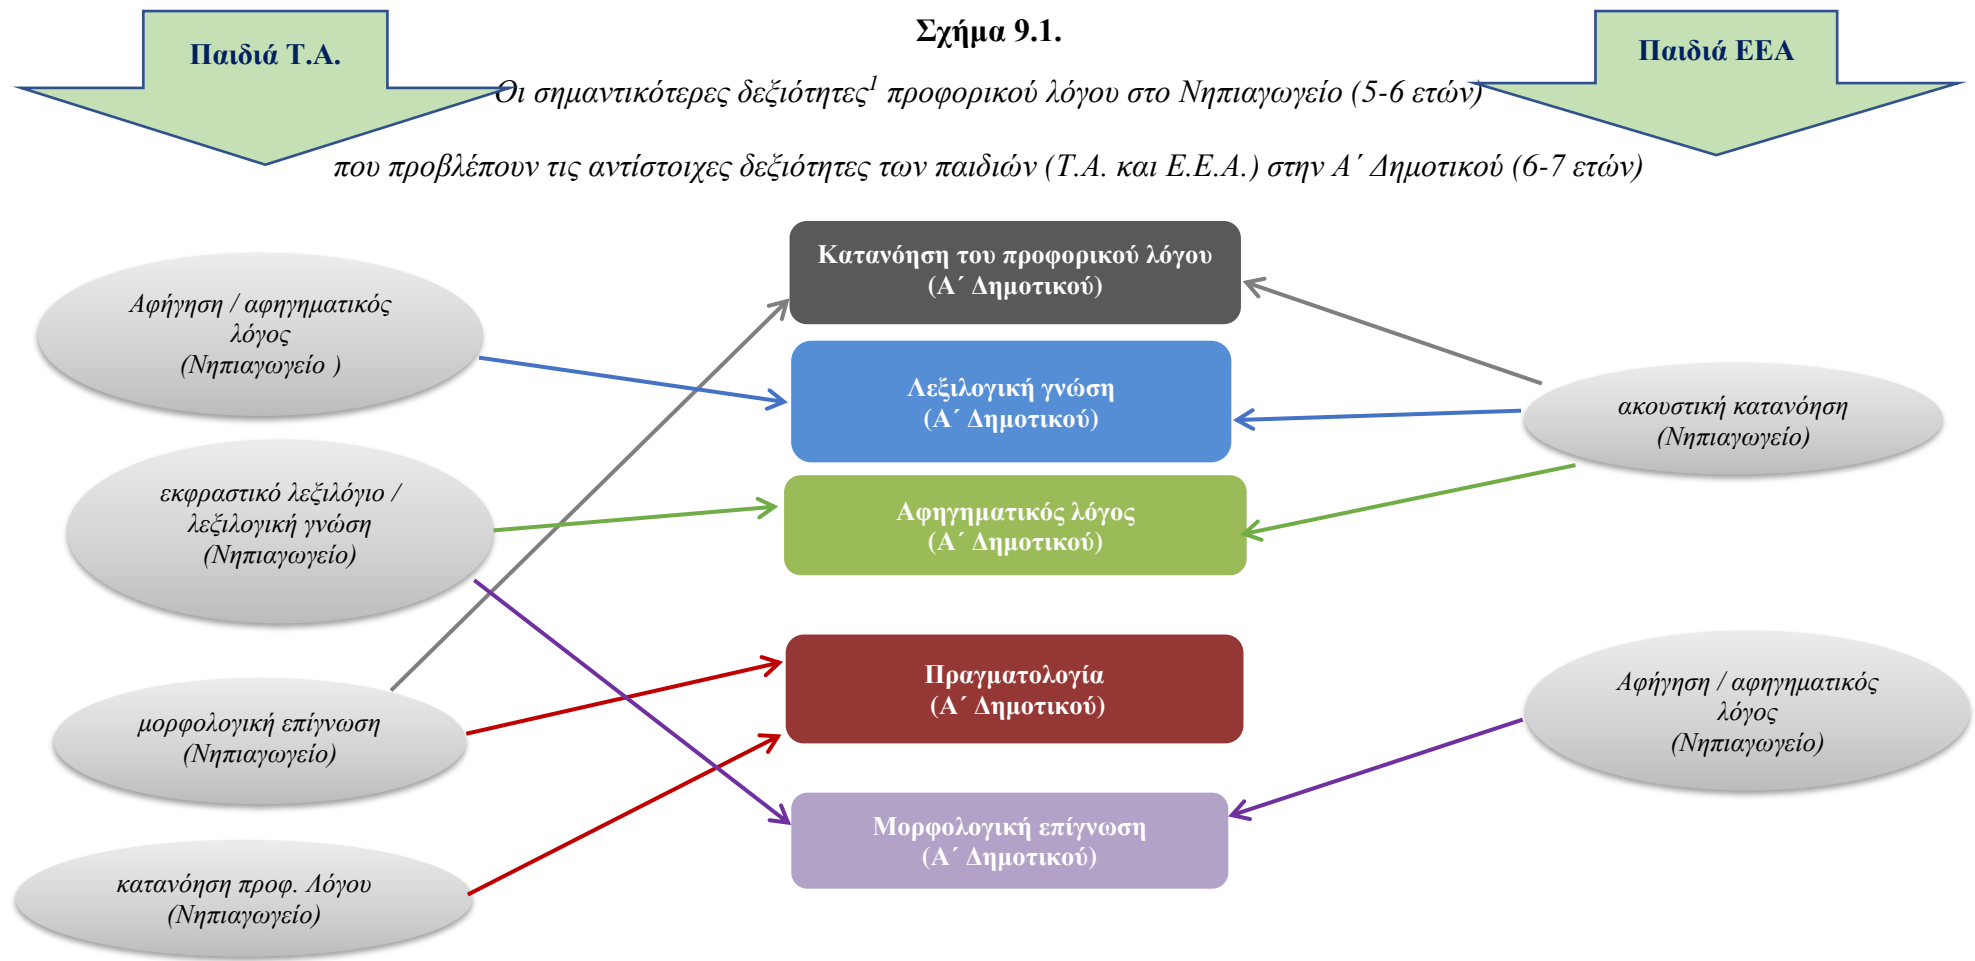 Παιδιά Τ.Α.
Σχήμα 9.1.
Παιδιά ΕΕΑ
Οι σημαντικότερες δεξιότητες¹ προφορικού λόγου στο Νηπιαγωγείο (5-6 ετών)
που προβλέπουν τις αντίστοιχες δεξιότητες των παιδιών (Τ.Α. και Ε.Ε.Α.) στην Α΄ Δημοτικού (6-7 ετών)
Αφήγηση / αφηγηματικός
λόγος
(Νηπιαγωγείο )
εκφραστικό λεξιλόγιο /
λεξιλογική γνώση
(Νηπιαγωγείο)
μορφολογική επίγνωση
(Νηπιαγωγείο)
κατανόηση προφ. Λόγου
(Νηπιαγωγείο)
Κατανόηση του προφορικού λόγου
(Α΄ Δημοτικού)
Λεξιλογική γνώση
(Α΄ Δημοτικού)
Αφηγηματικός λόγος
(Α΄ Δημοτικού)
Πραγματολογία
(Α΄ Δημοτικού)
Μορφολογική επίγνωση
(Α΄ Δημοτικού)
ακουστική κατανόηση
(Νηπιαγωγείο)
Αφήγηση / αφηγηματικός
λόγος
(Νηπιαγωγείο)